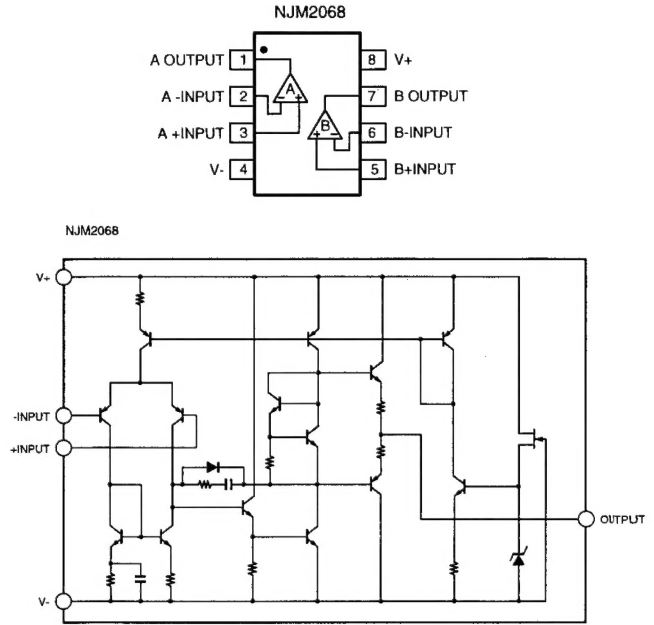 NJM2068
A OUTPUT 1 8 V+
A -INPUT 2 A 7 B OUTPUT
A +INPUT 3 B 6 B-INPUT
V- 4 5 B+INPUT
NJM2068
V+
-INPUT
+INPUT
OUTPUT
V-